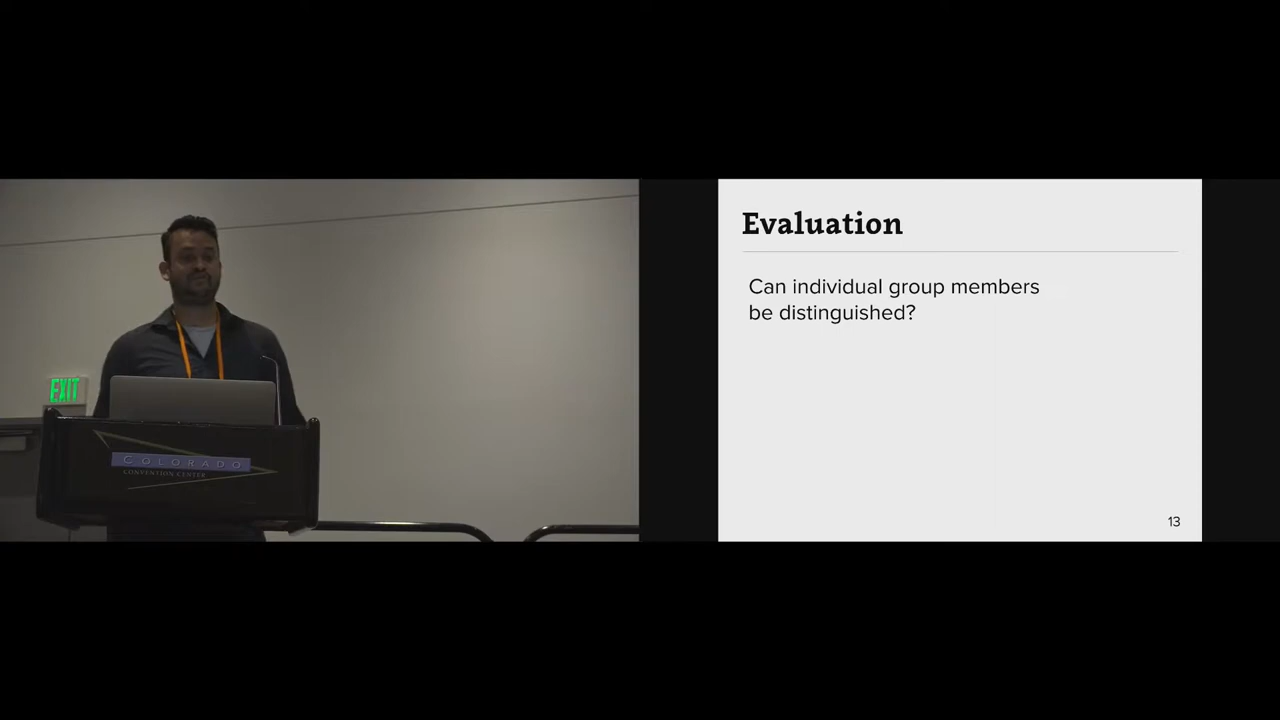 EXIT
COLORADO
CONVENTION CENTER
Evaluation
Can individual group members
be distinguished?
13